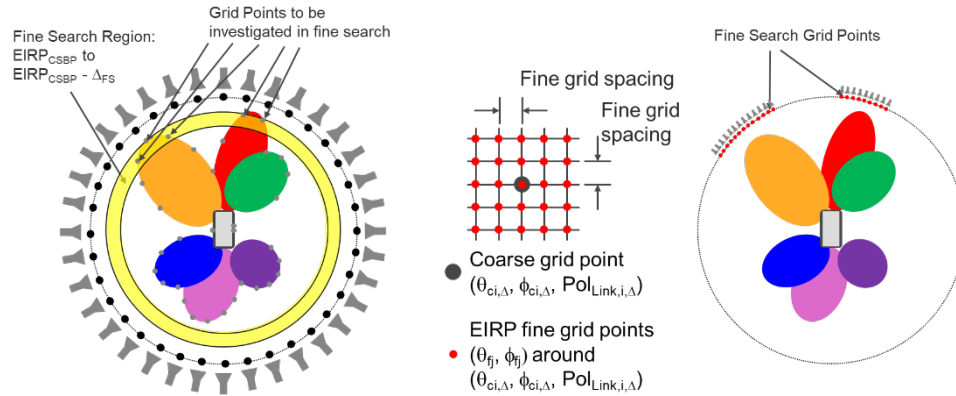 Fine Search Region:
EIRP_CSBP to
EIRP_CSBP - Δ_FS
Grid Points to be
investigated in fine search
Fine grid spacing
Fine grid
spacing
Coarse grid point
(θ_ci,Δ, ϕ_ci,Δ, Pol_Link,i,Δ)
EIRP fine grid points
(θ_fj, ϕ_fj) around
(θ_ci,Δ, ϕ_ci,Δ, Pol_Link,i,Δ)
Fine Search Grid Points